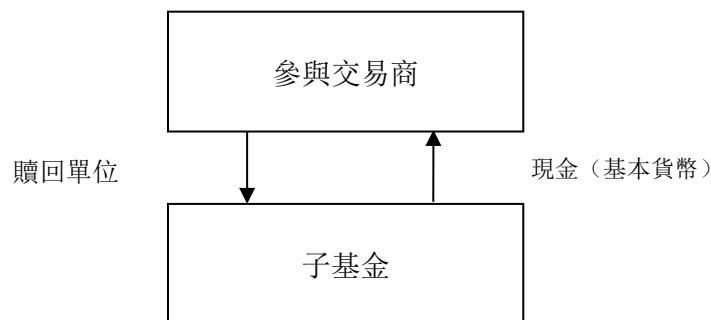 參與交易商
贖回單位
現金（基本貨幣）
子基金